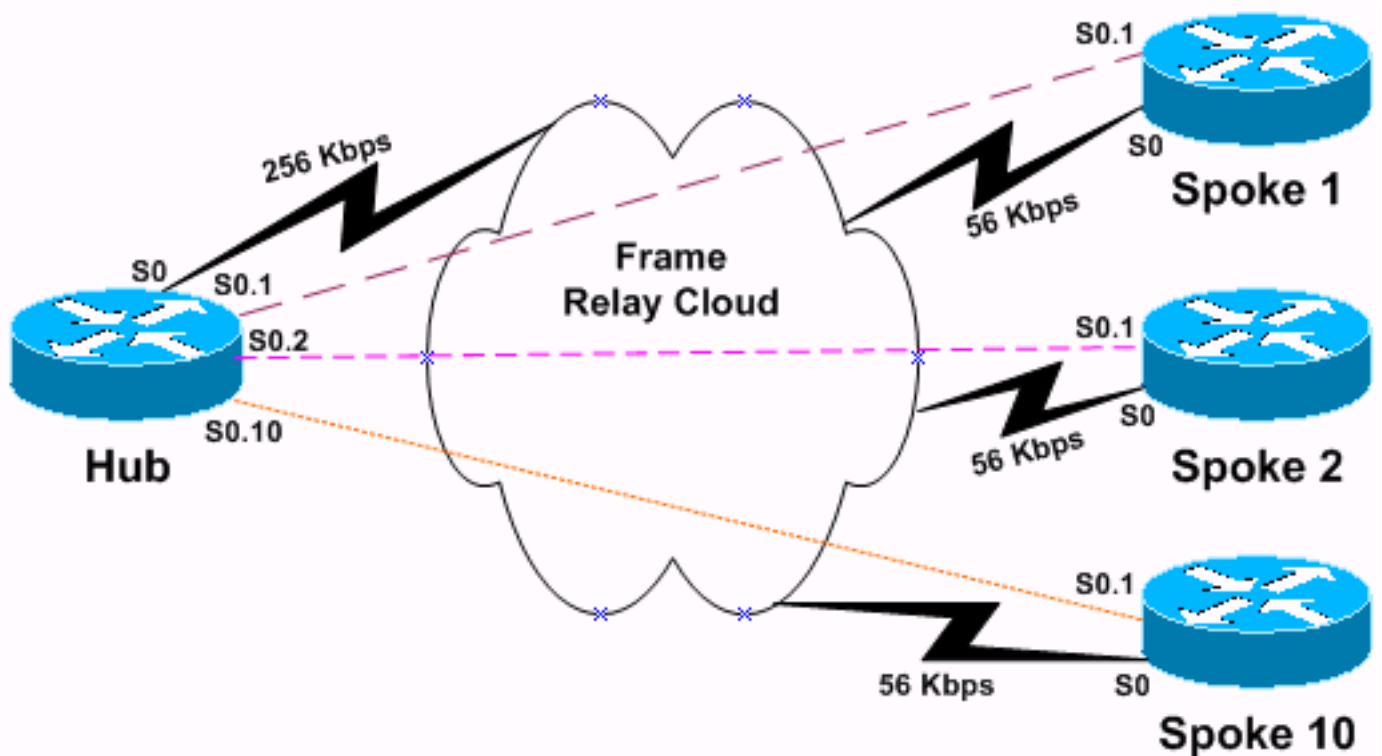 S0.1
256 Kbps
S0
Spoke 1
56 Kbps
Frame
Relay Cloud
S0
S0.1
S0.2
S0.1
S0
S0.10
Hub
56 Kbps
Spoke 2
S0.1
56 Kbps
S0
Spoke 10